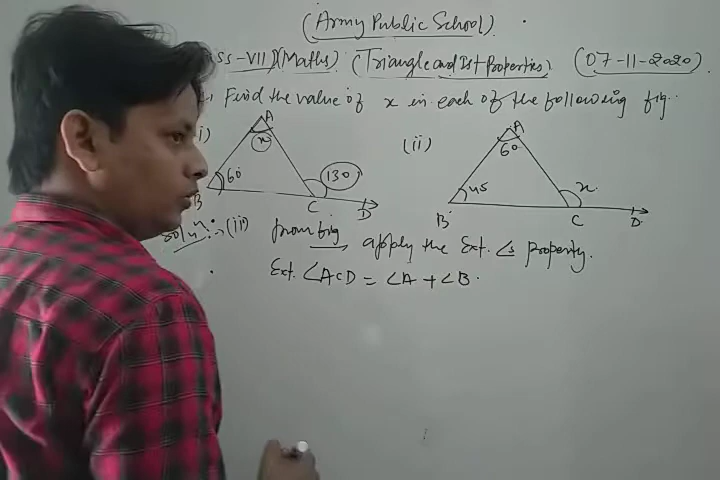 (Army Public School).
ss-VII)(Maths) (Triangle and Its Properties) (07-11-2020).
, Find the value of x in each of the following fig.
i) A x 60 130 B C D
(ii) A 60 45 x B C D
Soln:→(ii) from fig, apply the Ext. ∠s property.
Ext. ∠ACD = ∠A + ∠B.